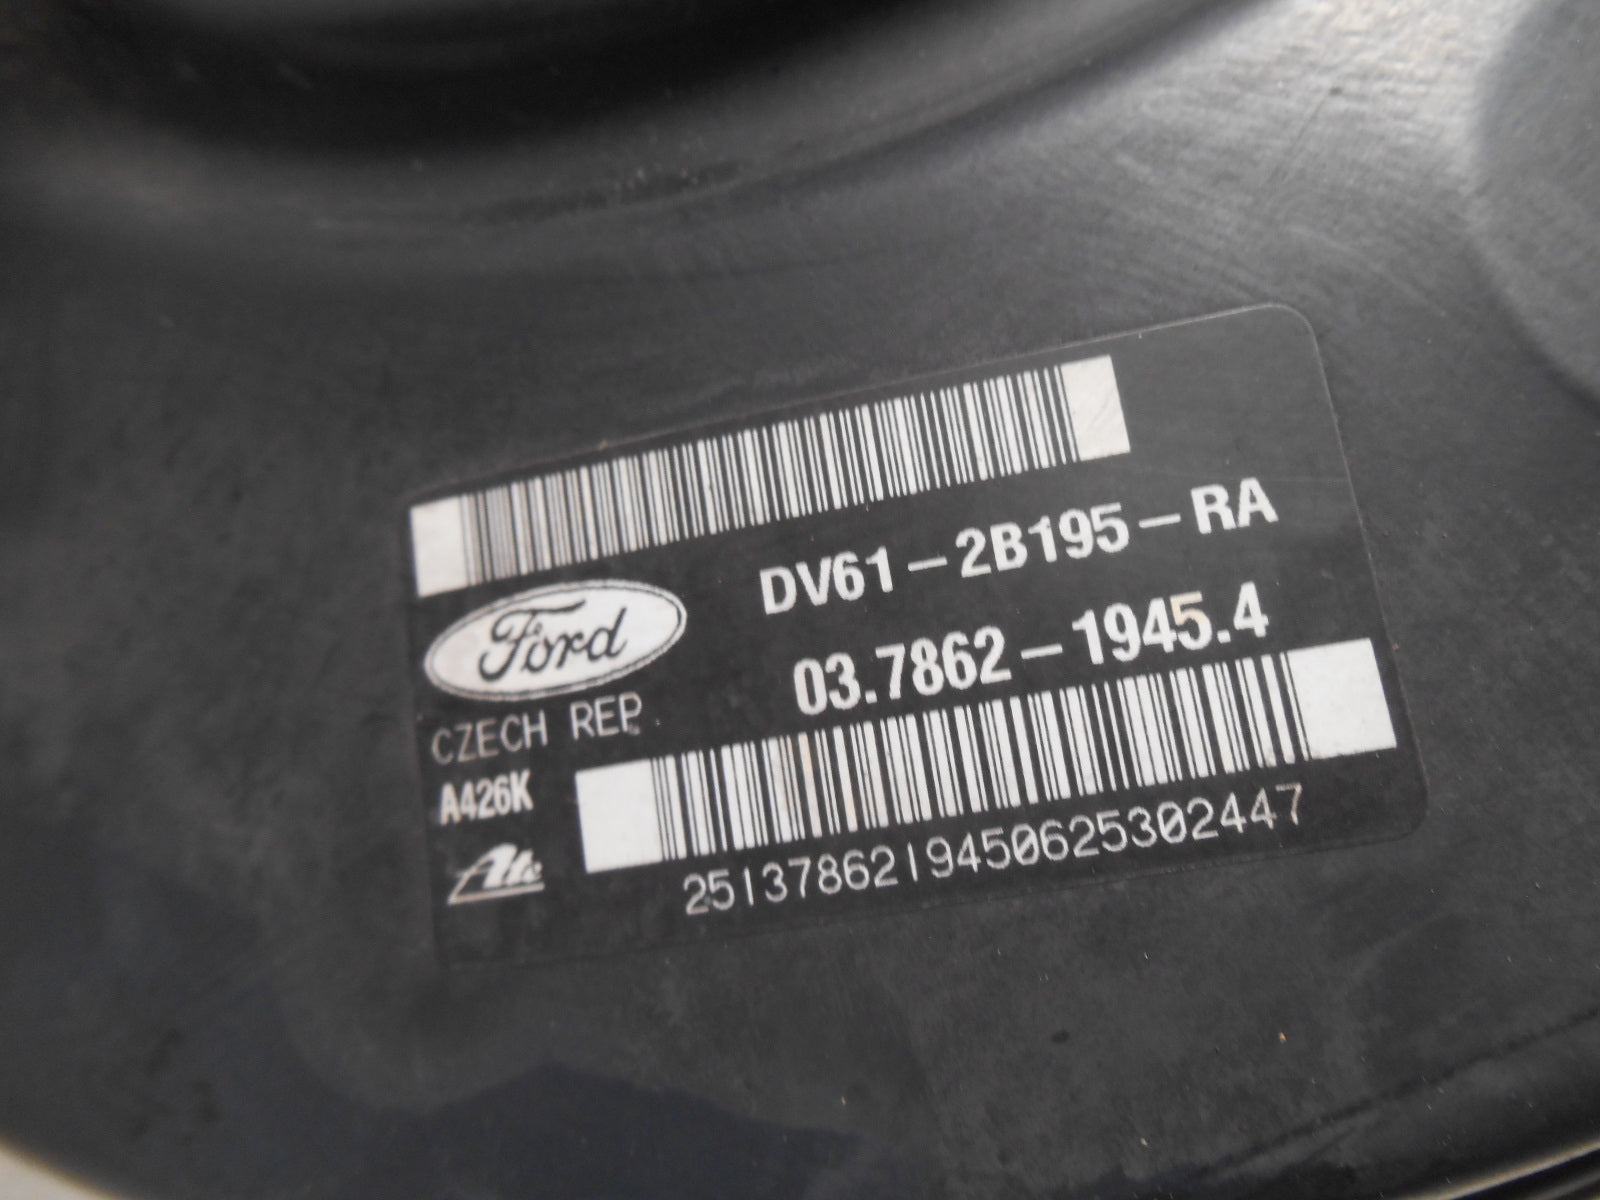 DV61-2B195-RA
Ford
03.7862-1945.4
CZECH REP.
A426K
Ate
2513786219450625302447